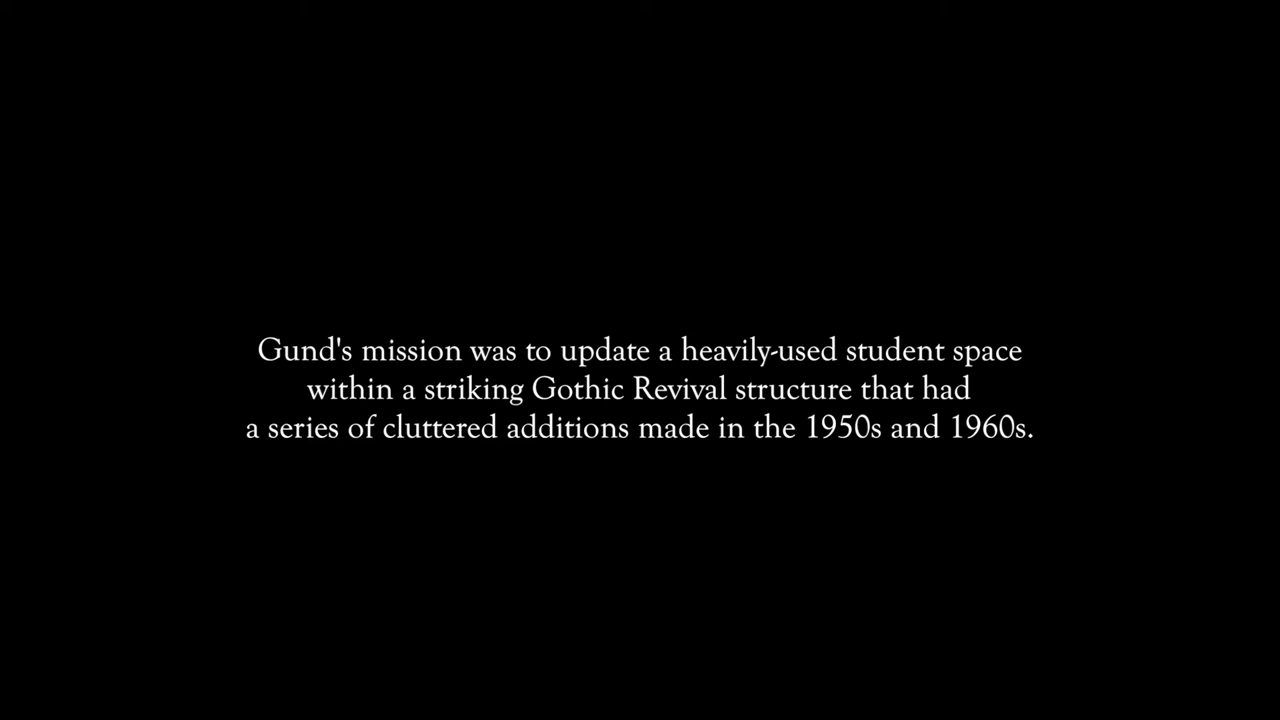 Gund's mission was to update a heavily-used student space
within a striking Gothic Revival structure that had
a series of cluttered additions made in the 1950s and 1960s.